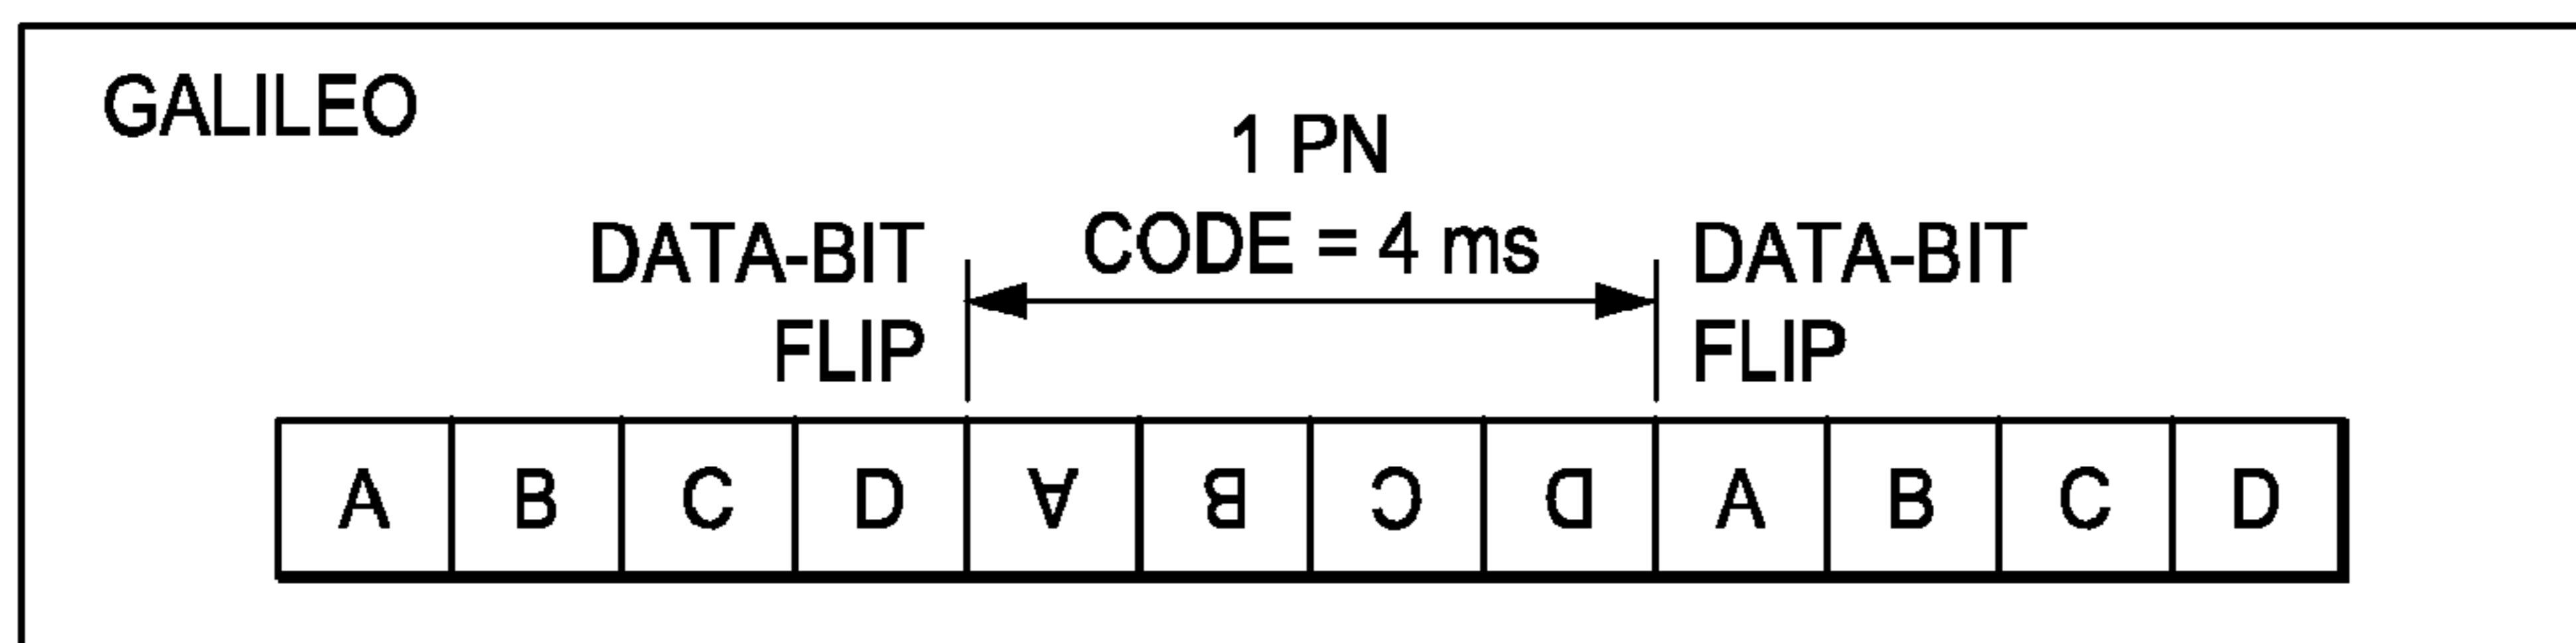 GALILEO
1 PN
CODE = 4 ms
DATA-BIT
FLIP
DATA-BIT
FLIP
A B C D A B C D A B C D